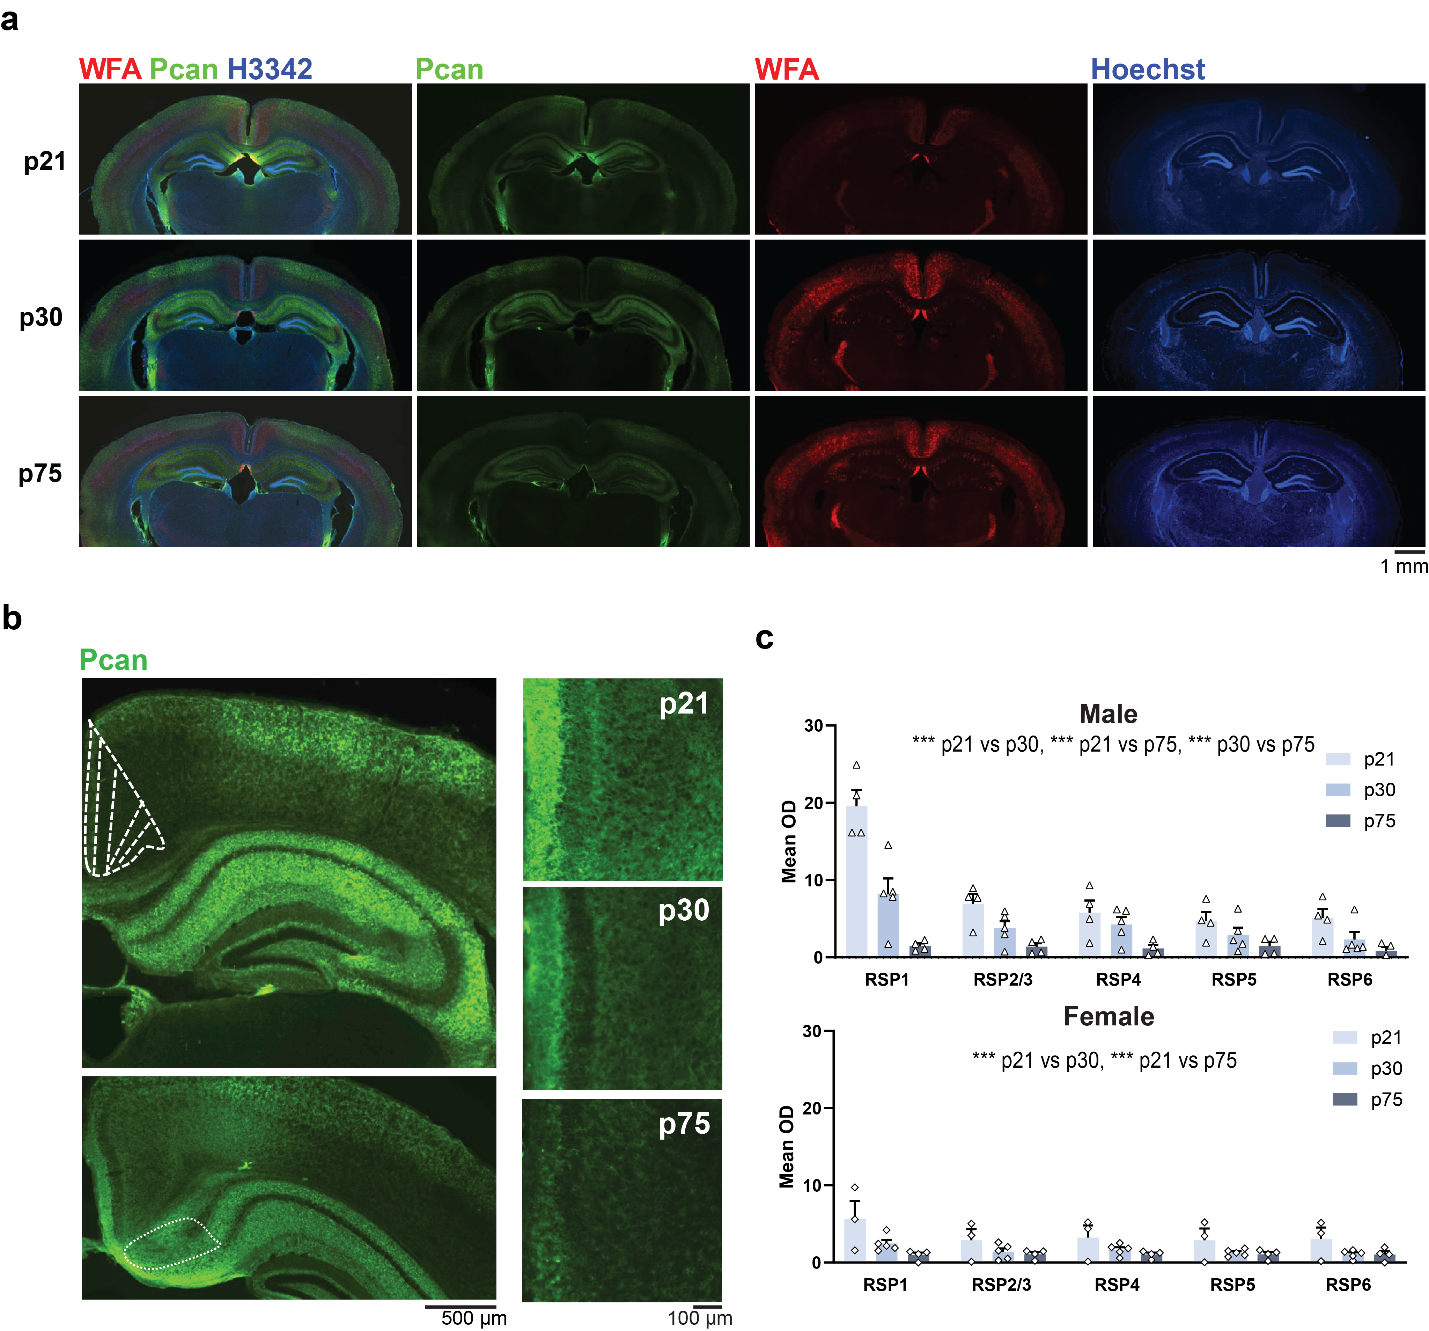 a
WFA Pcan H3342
Pcan
WFA
Hoechst
p21
p30
p75
1 mm
b
Pcan
p21
p30
p75
500 µm
100 µm
c
Male
*** p21 vs p30, *** p21 vs p75, *** p30 vs p75
p21
p30
p75
Mean OD
30
20
10
0
RSP1 RSP2/3 RSP4 RSP5 RSP6
Female
*** p21 vs p30, *** p21 vs p75
p21
p30
p75
Mean OD
30
20
10
0
RSP1 RSP2/3 RSP4 RSP5 RSP6